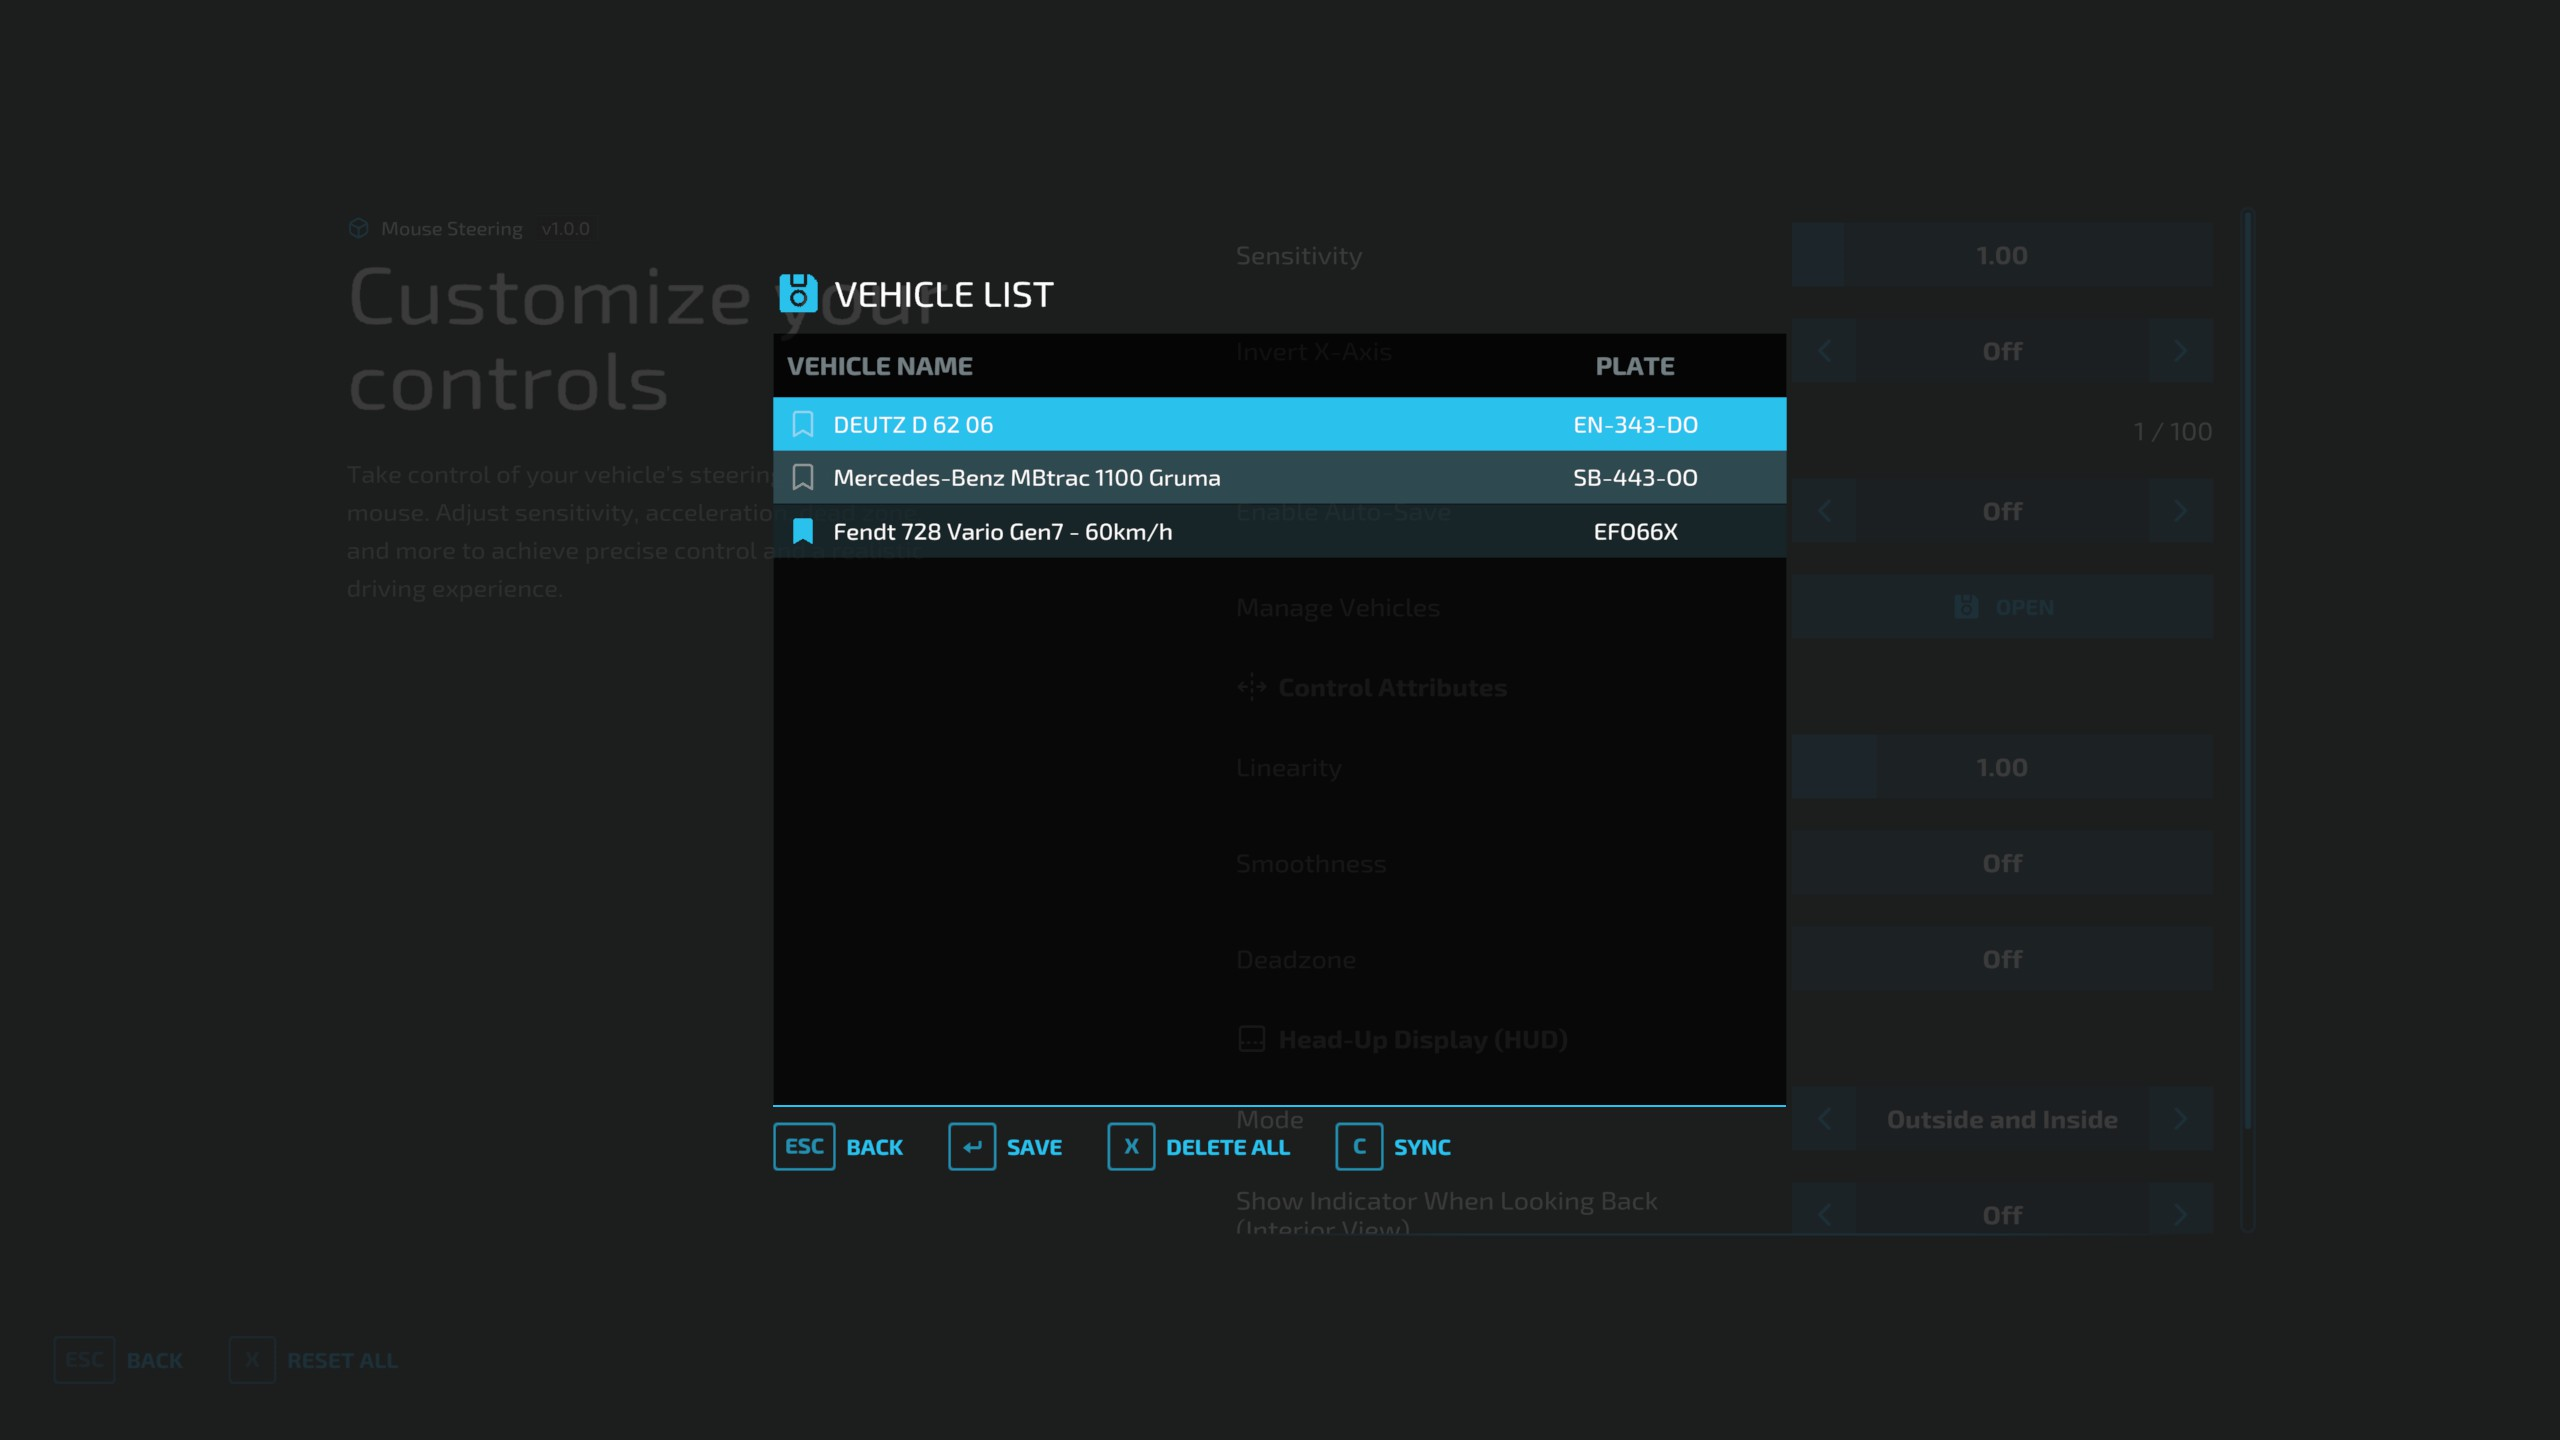 Mouse Steering v1.0.0
Customize your
controls
Take control of your vehicle's steering
mouse. Adjust sensitivity, acceleration, dead zone,
and more to achieve precise control and a realistic
driving experience.
VEHICLE LIST
VEHICLE NAME PLATE
DEUTZ D 62 06 EN-343-DO
Mercedes-Benz MBtrac 1100 Gruma SB-443-OO
Fendt 728 Vario Gen7 - 60km/h EFO66X
ESC BACK SAVE X DELETE ALL C SYNC
Sensitivity 1.00
Invert X-Axis Off
1 / 100
Enable Auto-Save Off
Manage Vehicles OPEN
Control Attributes
Linearity 1.00
Smoothness Off
Deadzone Off
Head-Up Display (HUD)
Mode Outside and Inside
Show Indicator When Looking Back Off
(Interior View)
ESC BACK X RESET ALL